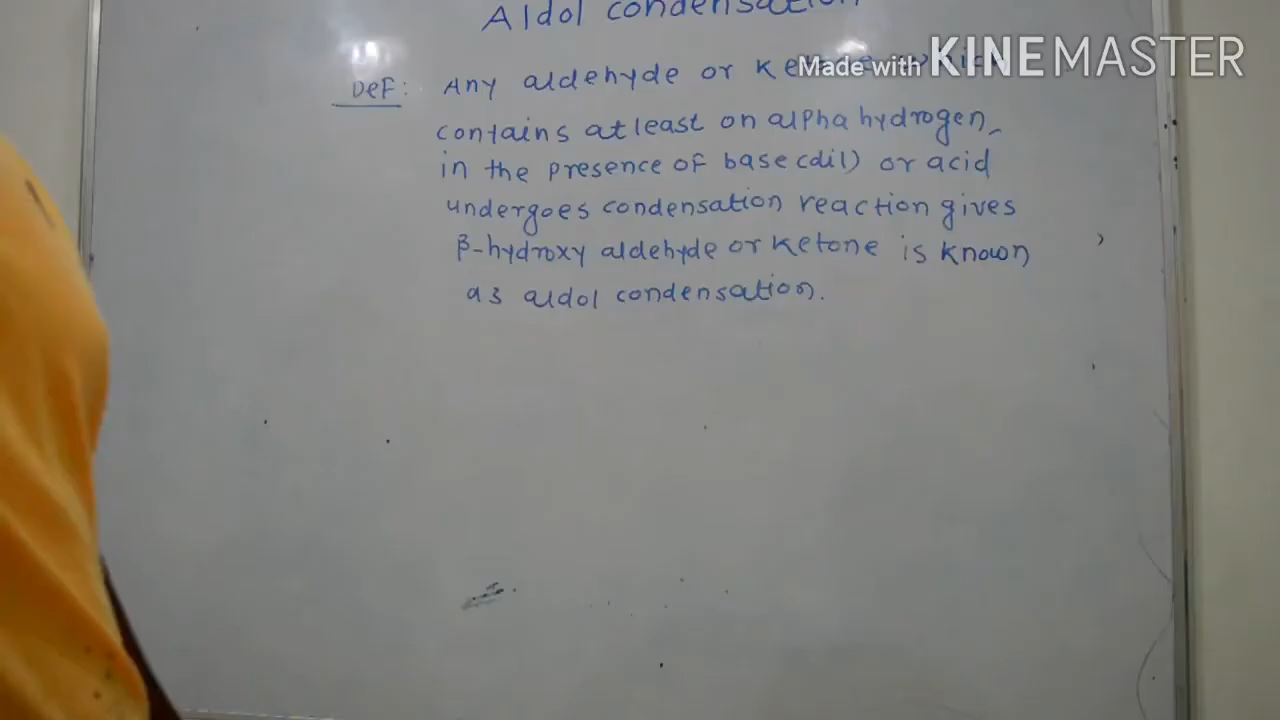 Aldol condensation
Def: Any aldehyde or ke
Made with KINEMASTER
contains atleast on alpha hydrogen,
in the presence of base(dil) or acid
undergoes condensation reaction gives
β-hydroxy aldehyde or ketone is known
as aldol condensation.